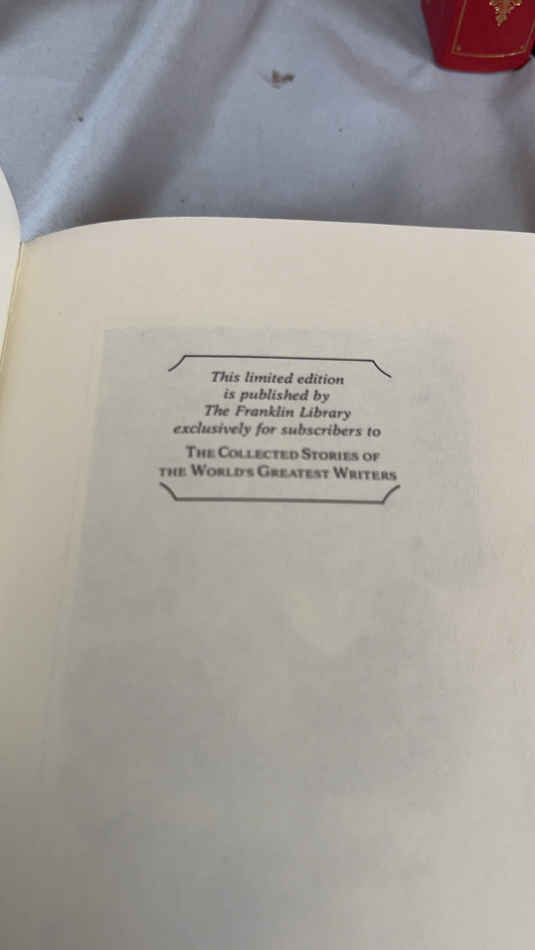 This limited edition
is published by
The Franklin Library
exclusively for subscribers to
THE COLLECTED STORIES OF
THE WORLD'S GREATEST WRITERS